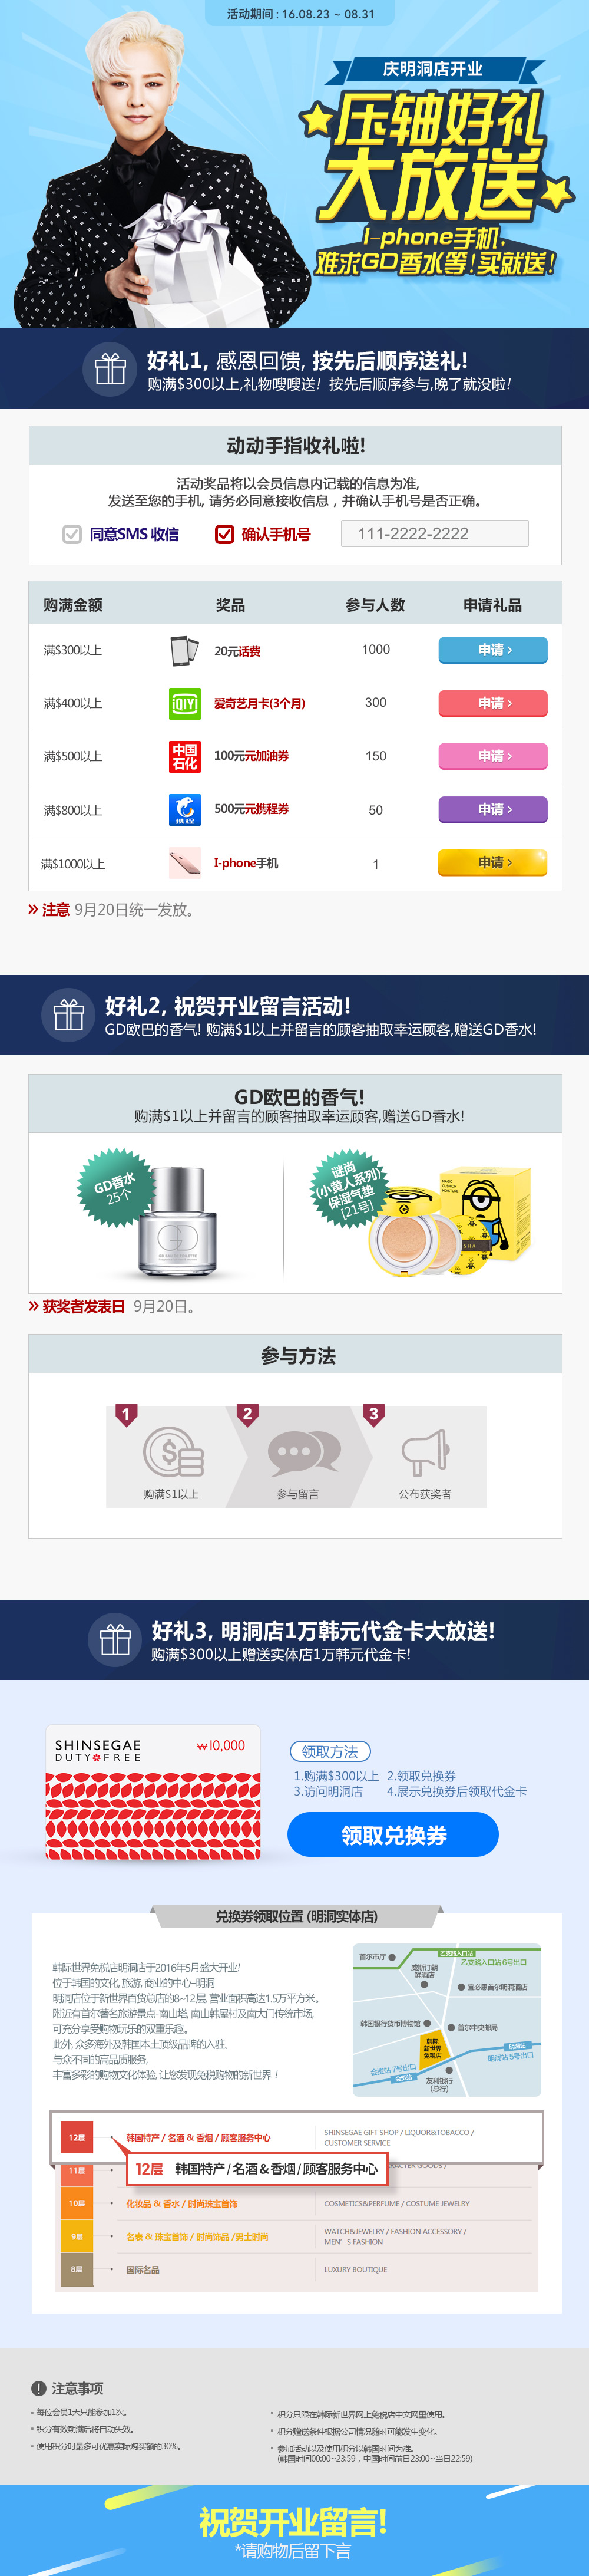 活动期间 : 16.08.23 ~ 08.31
庆明洞店开业
压轴好礼
大放送
I-phone手机,
难求GD香水等!买就送!
好礼1, 感恩回馈, 按先后顺序送礼!
购满$300以上,礼物嗖嗖送! 按先后顺序参与,晚了就没啦!
动动手指收礼啦!
活动奖品将以会员信息内记载的信息为准,
发送至您的手机, 请务必同意接收信息，并确认手机号是否正确。
同意SMS 收信 确认手机号 111-2222-2222
购满金额 奖品 参与人数 申请礼品
满$300以上 20元话费 1000 申请 >
满$400以上 iQIY 爱奇艺月卡(3个月) 300 申请 >
满$500以上 中国石化 100元元加油券 150 申请 >
满$800以上 携程 500元元携程券 50 申请 >
满$1000以上 I-phone手机 1 申请 >
» 注意 9月20日统一发放。
好礼2, 祝贺开业留言活动!
GD欧巴的香气! 购满$1以上并留言的顾客抽取幸运顾客,赠送GD香水!
GD欧巴的香气!
购满$1以上并留言的顾客抽取幸运顾客,赠送GD香水!
GD香水
25个
GD
谜尚
(小黄人系列)
保湿气垫
[21号]
MAGIC
CUSHION
MOISTURE
» 获奖者发表日 9月20日。
参与方法
1 2 3
购满$1以上 参与留言 公布获奖者
好礼3, 明洞店1万韩元代金卡大放送!
购满$300以上赠送实体店1万韩元代金卡!
SHINSEGAE
DUTY FREE
₩10,000
领取方法
1.购满$300以上 2.领取兑换券
3.访问明洞店 4.展示兑换券后领取代金卡
领取兑换券
兑换券领取位置 (明洞实体店)
韩际世界免税店明洞店于2016年5月盛大开业!
位于韩国的文化, 旅游, 商业的中心-明洞
明洞店位于新世界百货总店的8~12层, 营业面积高达1.5万平方米。
附近有首尔著名旅游景点-南山塔, 南山韩屋村及南大门传统市场,
可充分享受购物玩乐的双重乐趣。
此外, 众多海外及韩国本土顶级品牌的入驻,
与众不同的高品质服务,
丰富多彩的购物文化体验, 让您发现免税购物的新世界！
首尔市厅
乙支路入口站
乙支路入口站 6号出口
威斯汀朝鲜酒店
宜必思首尔明洞酒店
韩国银行货币博物馆
首尔中央邮局
韩际
新世界
免税店
明洞站
明洞站 5号出口
会贤站 7号出口
会贤站
友利银行
(总行)
12层 韩国特产 / 名酒 & 香烟 / 顾客服务中心 SHINSEGAE GIFT SHOP / LIQUOR&TOBACCO /
CUSTOMER SERVICE
12层 韩国特产 / 名酒 & 香烟 / 顾客服务中心
11层
10层 化妆品 & 香水 / 时尚珠宝首饰 COSMETICS&PERFUME / COSTUME JEWELRY
9层 名表 & 珠宝首饰 / 时尚饰品 /男士时尚 WATCH&JEWELRY / FASHION ACCESSORY /
MEN'S FASHION
8层 国际名品 LUXURY BOUTIQUE
! 注意事项
• 每位会员1天只能参加1次。
• 积分有效期满后将自动失效。
• 使用积分时最多可优惠实际购买额的30%。
• 积分只限在韩际新世界网上免税店中文网里使用。
• 积分赠送条件根据公司情况随时可能发生变化。
• 参加活动以及使用积分以韩国时间为准。
(韩国时间00:00~23:59，中国时间前日23:00~当日22:59)
祝贺开业留言!
*请购物后留下言